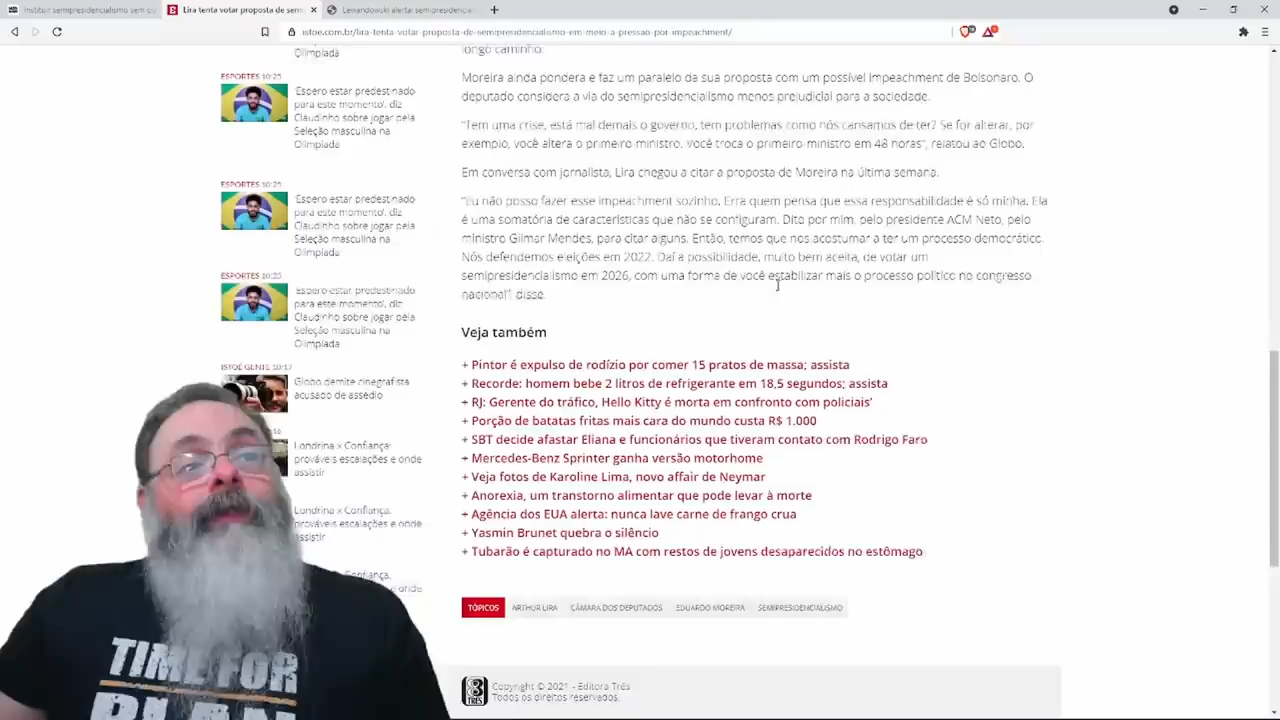 Instituir semipresidencialismo sem ou
Lira tenta votar proposta de sem
Lewandowski alerta: semipresidencia
istoe.com.br/lira-tenta-votar-proposta-de-semipresidencialismo-em-meio-a-pressao-por-impeachment/
Olimpíada
ESPORTES 10:25
'Espero estar predestinado
para este momento', diz
Claudinho sobre jogar pela
Seleção masculina na
Olimpíada
ESPORTES 10:25
'Espero estar predestinado
para este momento', diz
Claudinho sobre jogar pela
Seleção masculina na
Olimpíada
ESPORTES 10:25
'Espero estar predestinado
para este momento', diz
Claudinho sobre jogar pela
Seleção masculina na
Olimpíada
ISTOÉ GENTE 10:17
Globo demite cinegrafista
acusado de assédio
Londrina x Confiança:
prováveis escalações e onde
assistir
Londrina x Confiança:
prováveis escalações e onde
assistir
Confiança:
e onde
longo caminho.
Moreira ainda pondera e faz um paralelo da sua proposta com um possível impeachment de Bolsonaro. O
deputado considera a via do semipresidencialismo menos prejudicial para a sociedade.
"Tem uma crise, está mal demais o governo, tem problemas como nós cansamos de ter? Se for alterar, por
exemplo, você altera o primeiro ministro. Você troca o primeiro-ministro em 48 horas", relatou ao Globo.
Em conversa com jornalista, Lira chegou a citar a proposta de Moreira na última semana.
"Eu não posso fazer esse impeachment sozinho. Erra quem pensa que essa responsabilidade é só minha. Ela
é uma somatória de características que não se configuram. Dito por mim, pelo presidente ACM Neto, pelo
ministro Gilmar Mendes, para citar alguns. Então, temos que nos acostumar a ter um processo democrático.
Nós defendemos eleições em 2022. Daí a possibilidade, muito bem aceita, de votar um
semipresidencialismo em 2026, com uma forma de você estabilizar mais o processo político no congresso
nacional" disse.
Veja também
+ Pintor é expulso de rodízio por comer 15 pratos de massa; assista
+ Recorde: homem bebe 2 litros de refrigerante em 18,5 segundos; assista
+ RJ: Gerente do tráfico, Hello Kitty é morta em confronto com policiais'
+ Porção de batatas fritas mais cara do mundo custa R$ 1.000
+ SBT decide afastar Eliana e funcionários que tiveram contato com Rodrigo Faro
+ Mercedes-Benz Sprinter ganha versão motorhome
+ Veja fotos de Karoline Lima, novo affair de Neymar
+ Anorexia, um transtorno alimentar que pode levar à morte
+ Agência dos EUA alerta: nunca lave carne de frango crua
+ Yasmin Brunet quebra o silêncio
+ Tubarão é capturado no MA com restos de jovens desaparecidos no estômago
TÓPICOS ARTHUR LIRA CÂMARA DOS DEPUTADOS EDUARDO MOREIRA SEMIPRESIDENCIALISMO
TRÊS
Copyright © 2021 - Editora Três
Todos os direitos reservados.
TIME FOR
PLAN